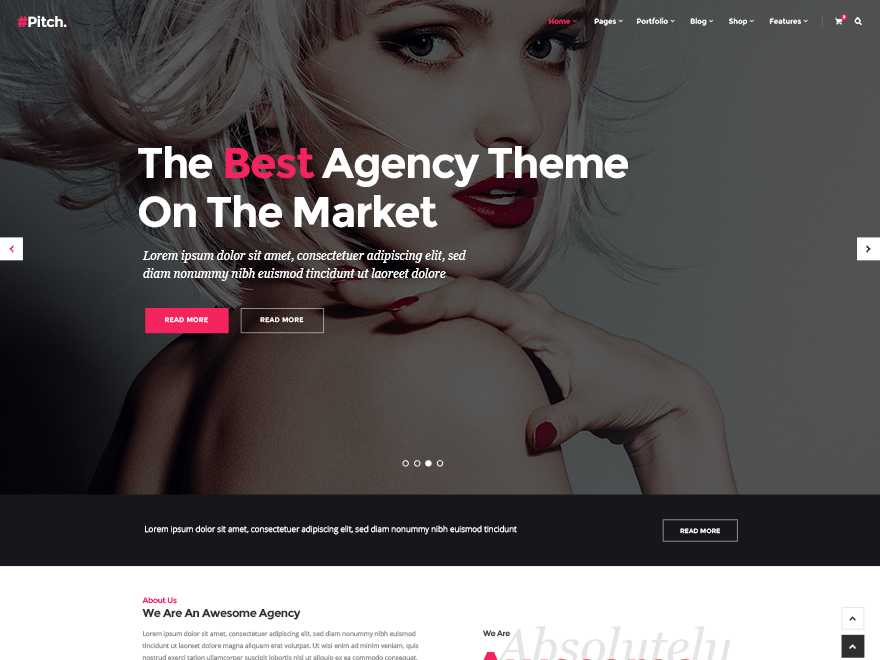 #Pitch.
Home Pages Portfolio Blog Shop Features
The Best Agency Theme
On The Market
Lorem ipsum dolor sit amet, consectetuer adipiscing elit, sed
diam nonummy nibh euismod tincidunt ut laoreet dolore
READ MORE READ MORE
Lorem ipsum dolor sit amet, consectetuer adipiscing elit, sed diam nonummy nibh euismod tincidunt
READ MORE
About Us
We Are An Awesome Agency
Lorem ipsum dolor sit amet, consectetuer adipiscing elit, sed diam nonummy nibh euismod
tincidunt ut laoreet dolore magna aliquam erat volutpat. Ut wisi enim ad minim veniam, quis
nostrud exerci tation ullamcorper suscipit lobortis nisl ut aliquip ex ea commodo consequat.
We Are
Absolutely